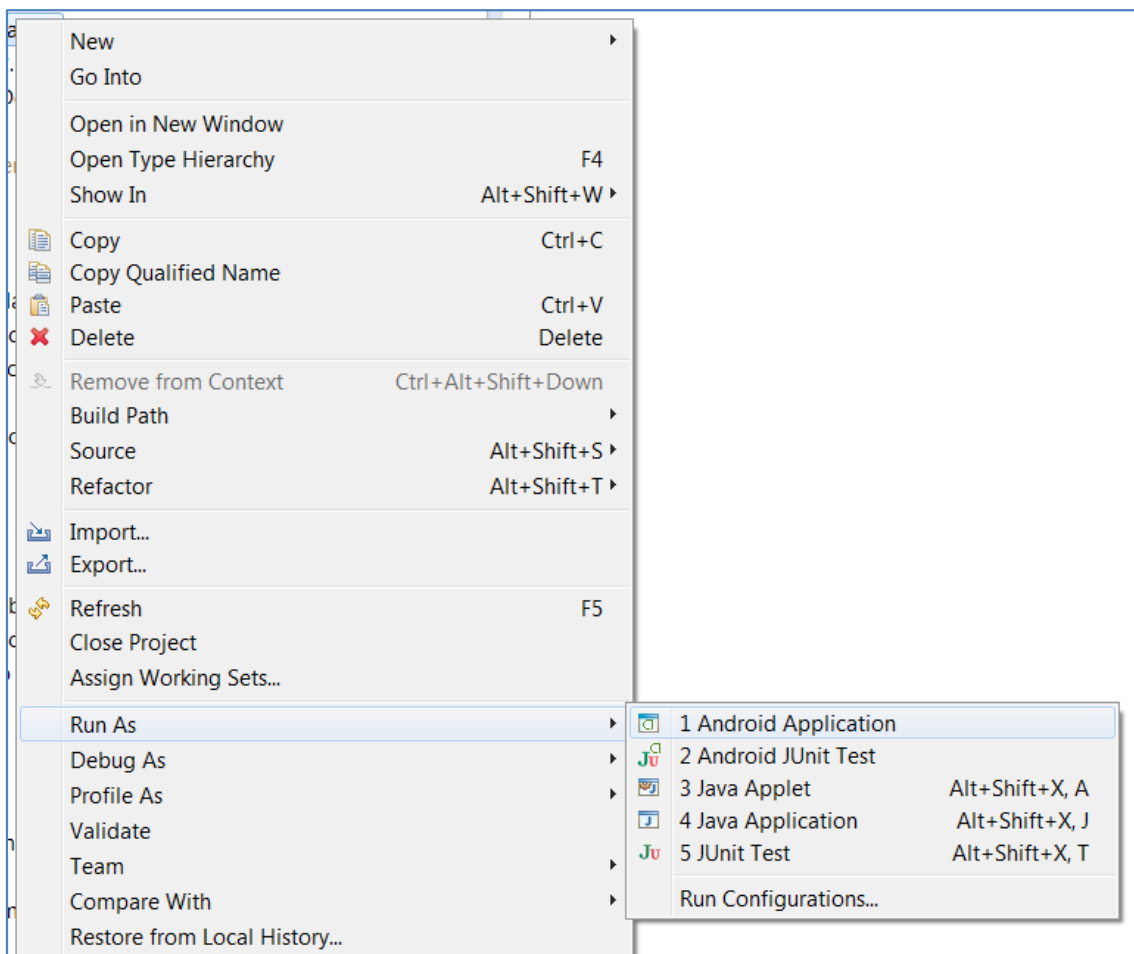 New
Go Into
Open in New Window
Open Type Hierarchy F4
Show In Alt+Shift+W
Copy Ctrl+C
Copy Qualified Name
Paste Ctrl+V
Delete Delete
Remove from Context Ctrl+Alt+Shift+Down
Build Path
Source Alt+Shift+S
Refactor Alt+Shift+T
Import...
Export...
Refresh F5
Close Project
Assign Working Sets...
Run As
Debug As
Profile As
Validate
Team
Compare With
Restore from Local History...
1 Android Application
2 Android JUnit Test
3 Java Applet Alt+Shift+X, A
4 Java Application Alt+Shift+X, J
5 JUnit Test Alt+Shift+X, T
Run Configurations...